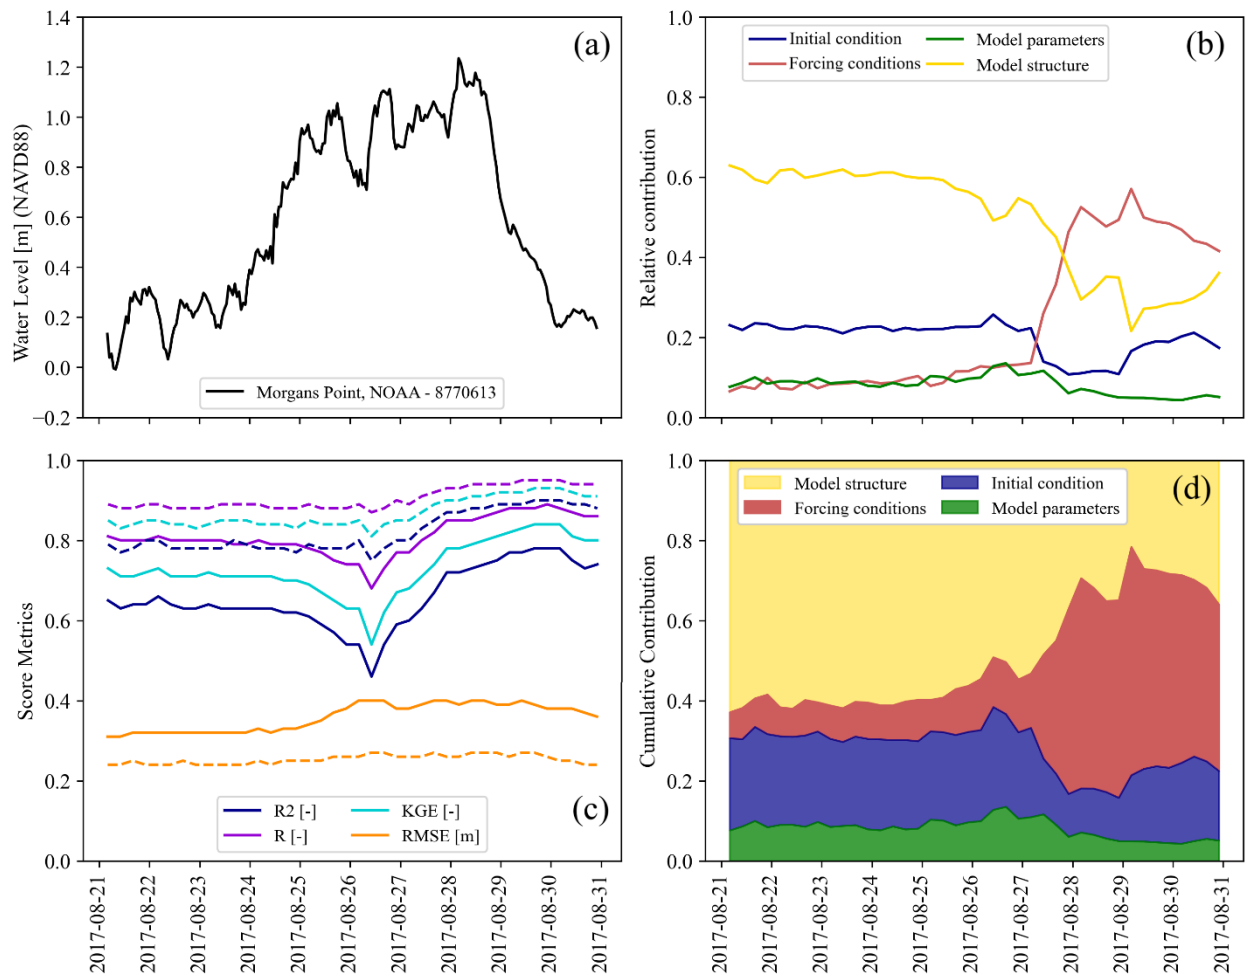 1.4
1.2
1.0
0.8
0.6
0.4
0.2
0.0
−0.2
Water Level [m] (NAVD88)
(a)
Morgans Point, NOAA - 8770613
1.0
0.8
0.6
0.4
0.2
0.0
Relative contribution
(b)
Initial condition
Forcing conditions
Model parameters
Model structure
1.0
0.8
0.6
0.4
0.2
0.0
Score Metrics
R2 [-]
R [-]
KGE [-]
RMSE [m]
(c)
2017-08-21
2017-08-22
2017-08-23
2017-08-24
2017-08-25
2017-08-26
2017-08-27
2017-08-28
2017-08-29
2017-08-30
2017-08-31
1.0
0.8
0.6
0.4
0.2
0.0
Cumulative Contribution
Model structure
Forcing conditions
Initial condition
Model parameters
(d)
2017-08-21
2017-08-22
2017-08-23
2017-08-24
2017-08-25
2017-08-26
2017-08-27
2017-08-28
2017-08-29
2017-08-30
2017-08-31